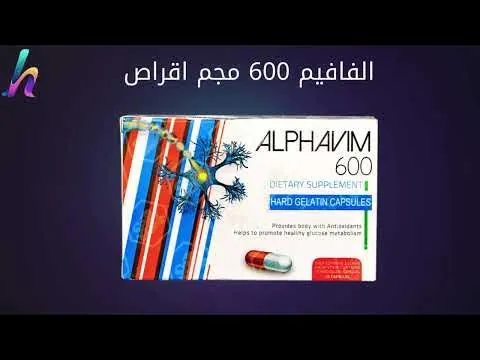 الفافيم 600 مجم اقراص
ALPHAVIM
600
DIETARY SUPPLEMENT
HARD GELATIN CAPSULES
Provides body with Antioxidants
Helps to promote healthy glucose metabolism